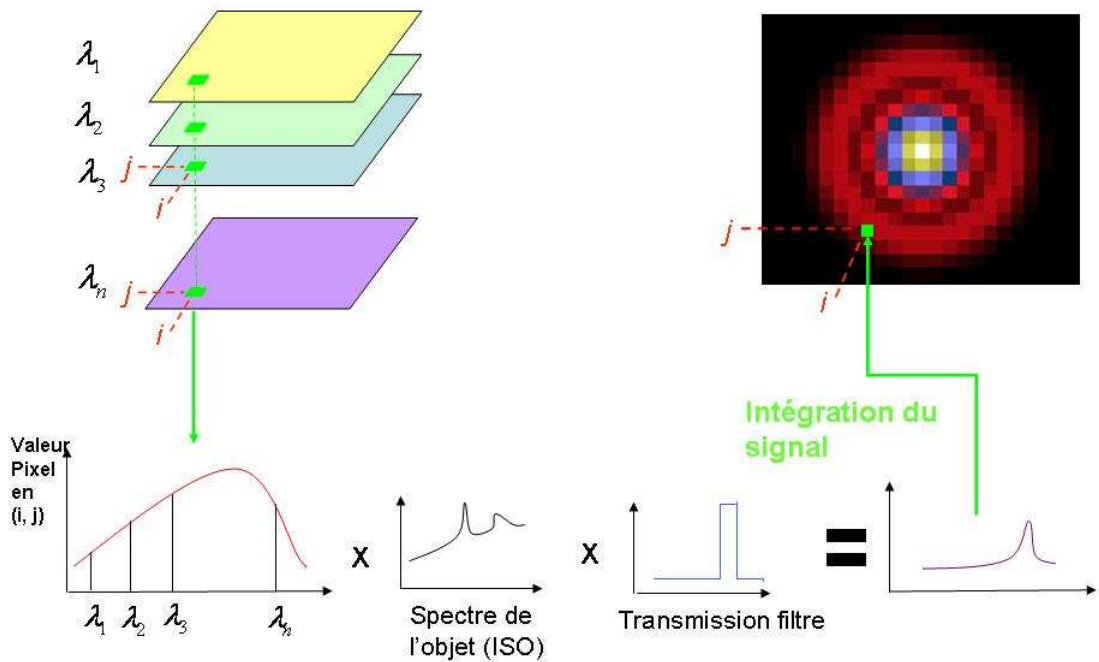 λ1
λ2
λ3
j
i
λn
j
i
j
i
Intégration du
signal
Valeur
Pixel
en
(i, j)
λ1
λ2
λ3
λn
X
Spectre de
l'objet (ISO)
X
Transmission filtre
=